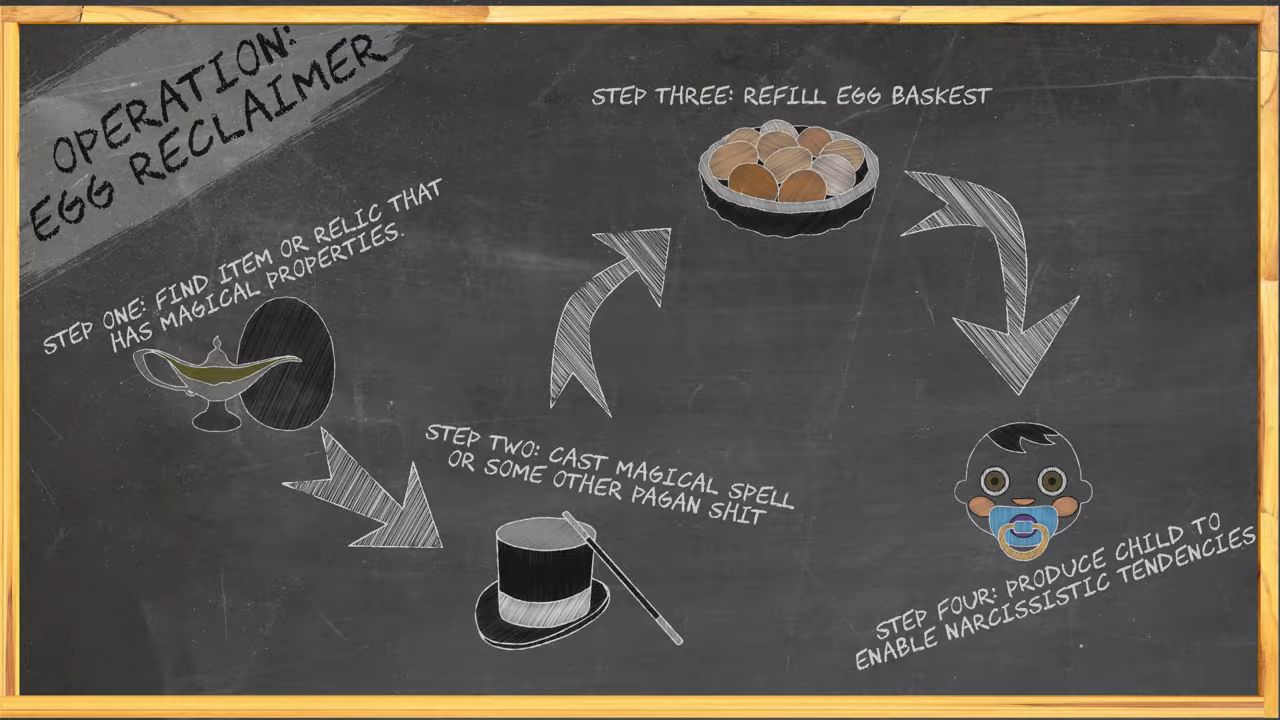 OPERATION:
EGG RECLAIMER
STEP ONE: FIND ITEM OR RELIC THAT
HAS MAGICAL PROPERTIES.
STEP TWO: CAST MAGICAL SPELL
OR SOME OTHER PAGAN SHIT
STEP THREE: REFILL EGG BASKEST
STEP FOUR: PRODUCE CHILD TO
ENABLE NARCISSISTIC TENDENCIES